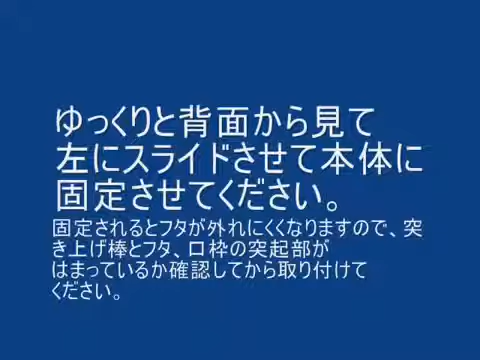 ゆっくりと背面から見て
左にスライドさせて本体に
固定させてください。
固定されるとフタが外れにくくなりますので、突
き上げ棒とフタ、口枠の突起部が
はまっているか確認してから取り付けて
ください。